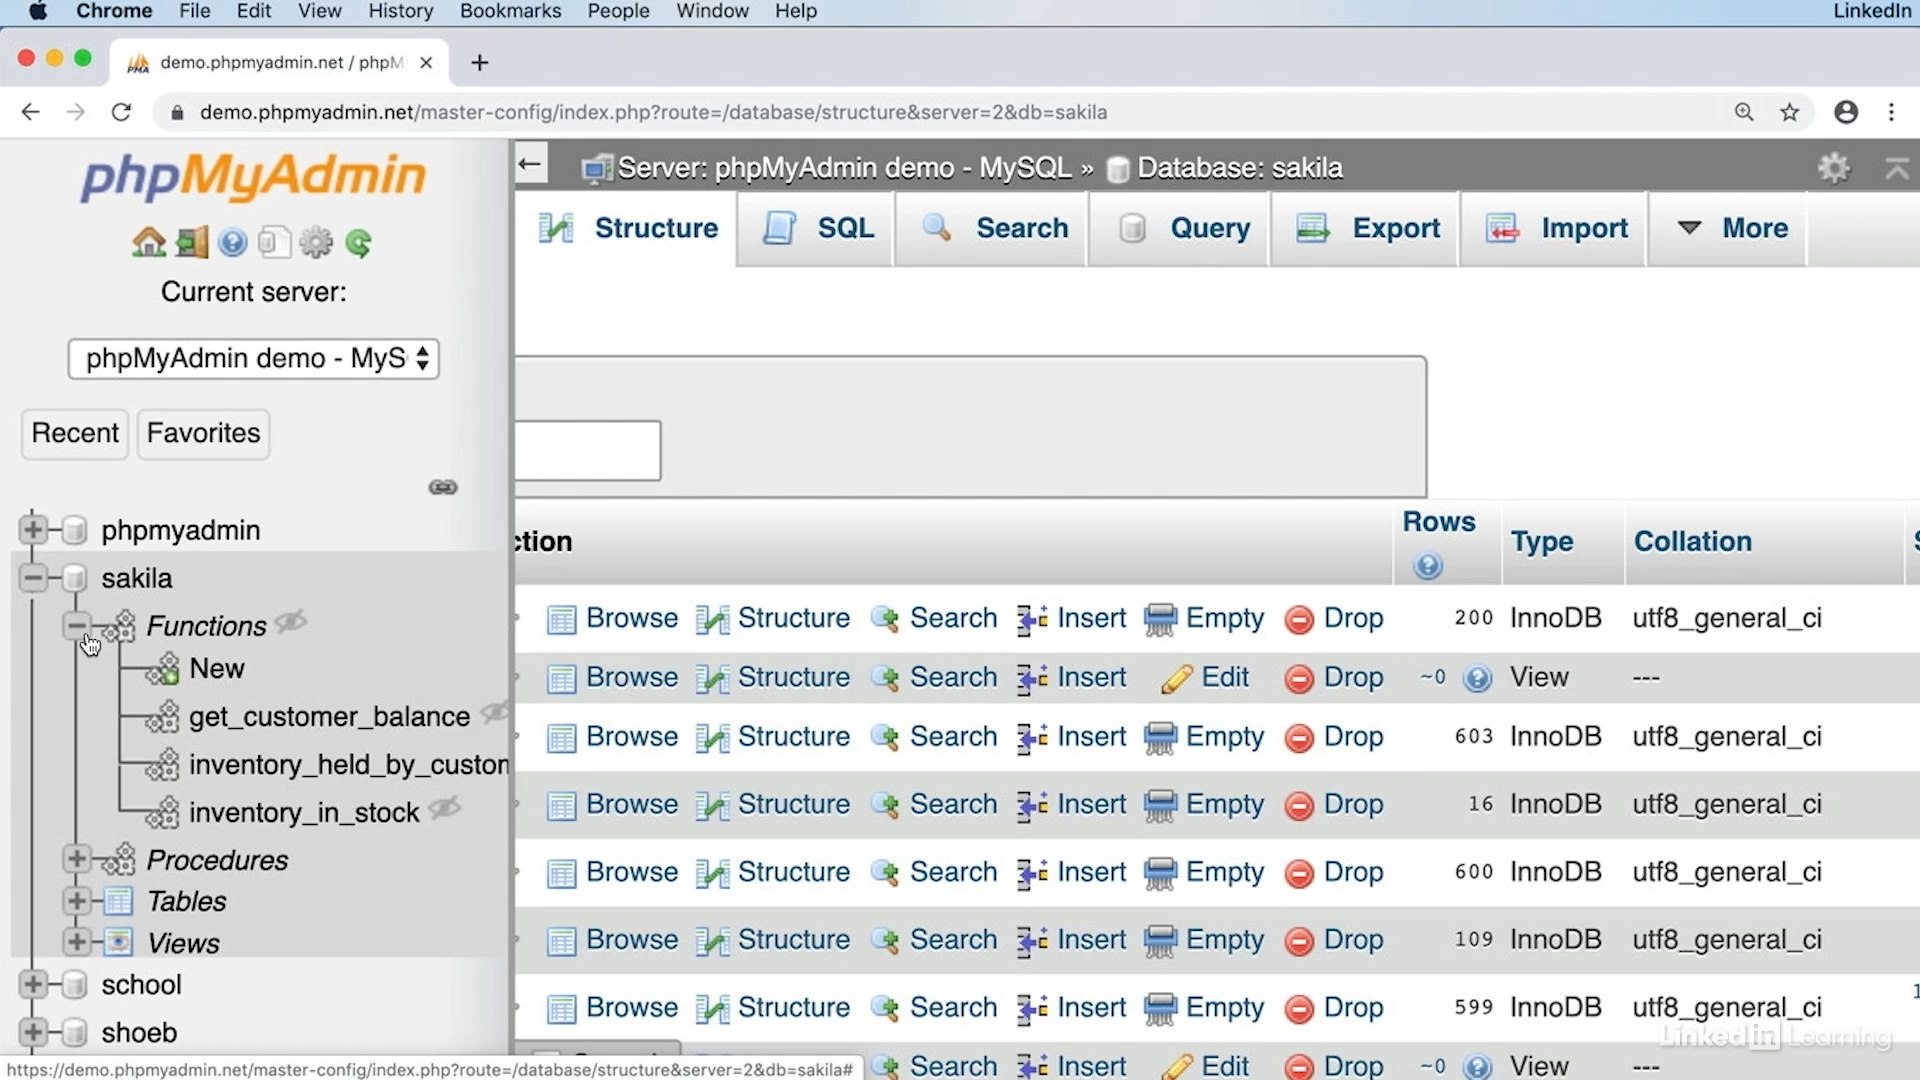 Chrome File Edit View History Bookmarks People Window Help LinkedIn
demo.phpmyadmin.net / phpM
demo.phpmyadmin.net/master-config/index.php?route=/database/structure&server=2&db=sakila
phpMyAdmin
Server: phpMyAdmin demo - MySQL » Database: sakila
Structure SQL Search Query Export Import More
Current server:
phpMyAdmin demo - MyS
Recent Favorites
phpmyadmin
sakila
Functions
New
get_customer_balance
inventory_held_by_custom
inventory_in_stock
Procedures
Tables
Views
school
shoeb
ction Rows Type Collation
Browse Structure Search Insert Empty Drop 200 InnoDB utf8_general_ci
Browse Structure Search Insert Edit Drop ~0 View ---
Browse Structure Search Insert Empty Drop 603 InnoDB utf8_general_ci
Browse Structure Search Insert Empty Drop 16 InnoDB utf8_general_ci
Browse Structure Search Insert Empty Drop 600 InnoDB utf8_general_ci
Browse Structure Search Insert Empty Drop 109 InnoDB utf8_general_ci
Browse Structure Search Insert Empty Drop 599 InnoDB utf8_general_ci
Search Insert Edit Drop ~0 View ---
LinkedIn Learning
https://demo.phpmyadmin.net/master-config/index.php?route=/database/structure&server=2&db=sakila#